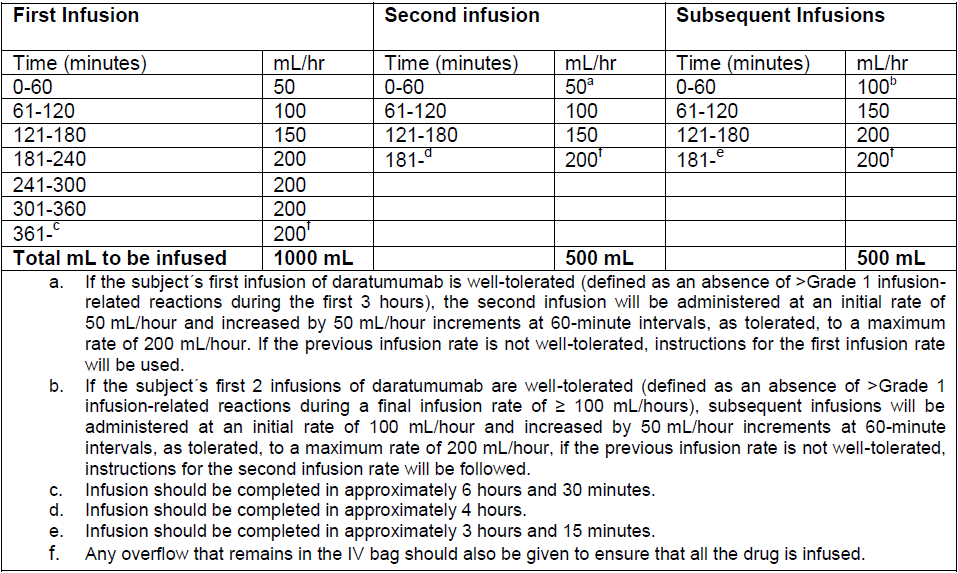 First Infusion Second infusion Subsequent Infusions
Time (minutes) mL/hr Time (minutes) mL/hr Time (minutes) mL/hr
0-60 50 0-60 50a 0-60 100b
61-120 100 61-120 100 61-120 150
121-180 150 121-180 150 121-180 200
181-240 200 181-d 200f 181-e 200f
241-300 200
301-360 200
361-c 200f
Total mL to be infused 1000 mL 500 mL 500 mL
a. If the subject´s first infusion of daratumumab is well-tolerated (defined as an absence of >Grade 1 infusion-
related reactions during the first 3 hours), the second infusion will be administered at an initial rate of
50 mL/hour and increased by 50 mL/hour increments at 60-minute intervals, as tolerated, to a maximum
rate of 200 mL/hour. If the previous infusion rate is not well-tolerated, instructions for the first infusion rate
will be used.
b. If the subject´s first 2 infusions of daratumumab are well-tolerated (defined as an absence of >Grade 1
infusion-related reactions during a final infusion rate of ≥ 100 mL/hours), subsequent infusions will be
administered at an initial rate of 100 mL/hour and increased by 50 mL/hour increments at 60-minute
intervals, as tolerated, to a maximum rate of 200 mL/hour, if the previous infusion rate is not well-tolerated,
instructions for the second infusion rate will be followed.
c. Infusion should be completed in approximately 6 hours and 30 minutes.
d. Infusion should be completed in approximately 4 hours.
e. Infusion should be completed in approximately 3 hours and 15 minutes.
f. Any overflow that remains in the IV bag should also be given to ensure that all the drug is infused.